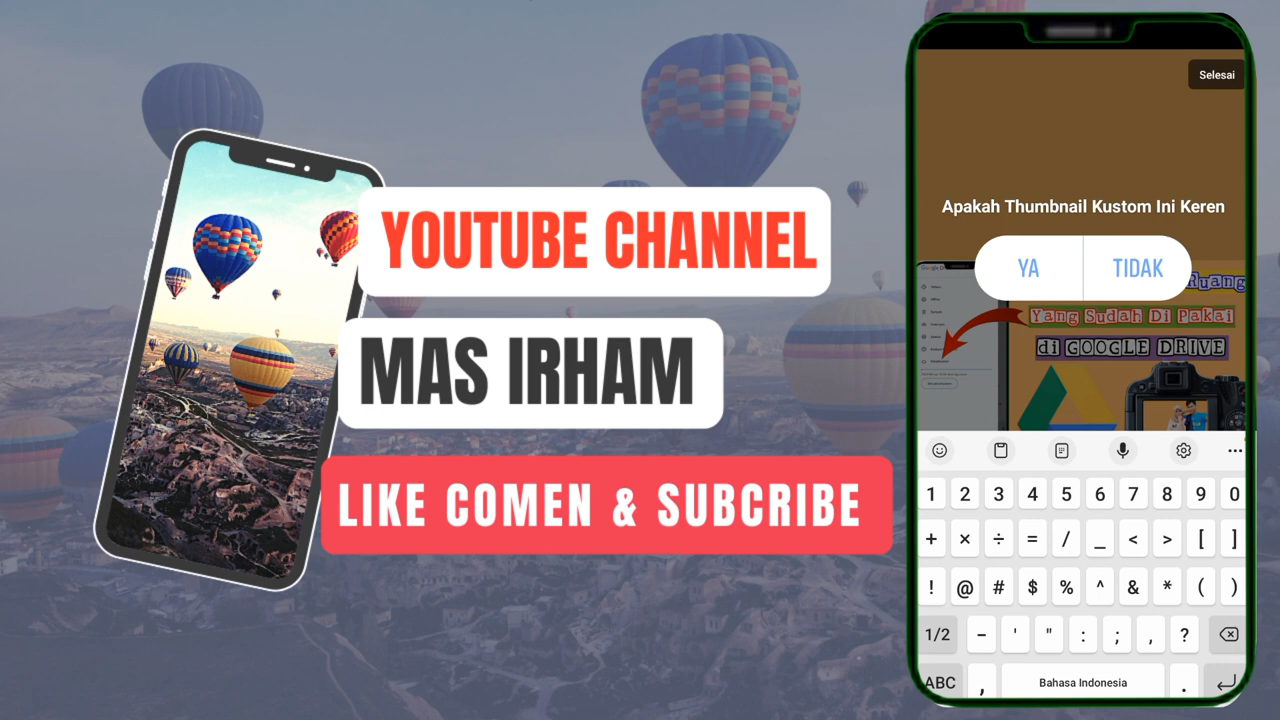 YOUTUBE CHANNEL
MAS IRHAM
LIKE COMEN & SUBCRIBE
Selesai
Apakah Thumbnail Kustom Ini Keren
YA TIDAK
Ruang
Yang Sudah Di Pakai
di GOOGLE DRIVE
1 2 3 4 5 6 7 8 9 0
+ × ÷ = / _ < > [ ]
! @ # $ % ^ & * ( )
1/2 - ' " : ; , ?
ABC , Bahasa Indonesia .